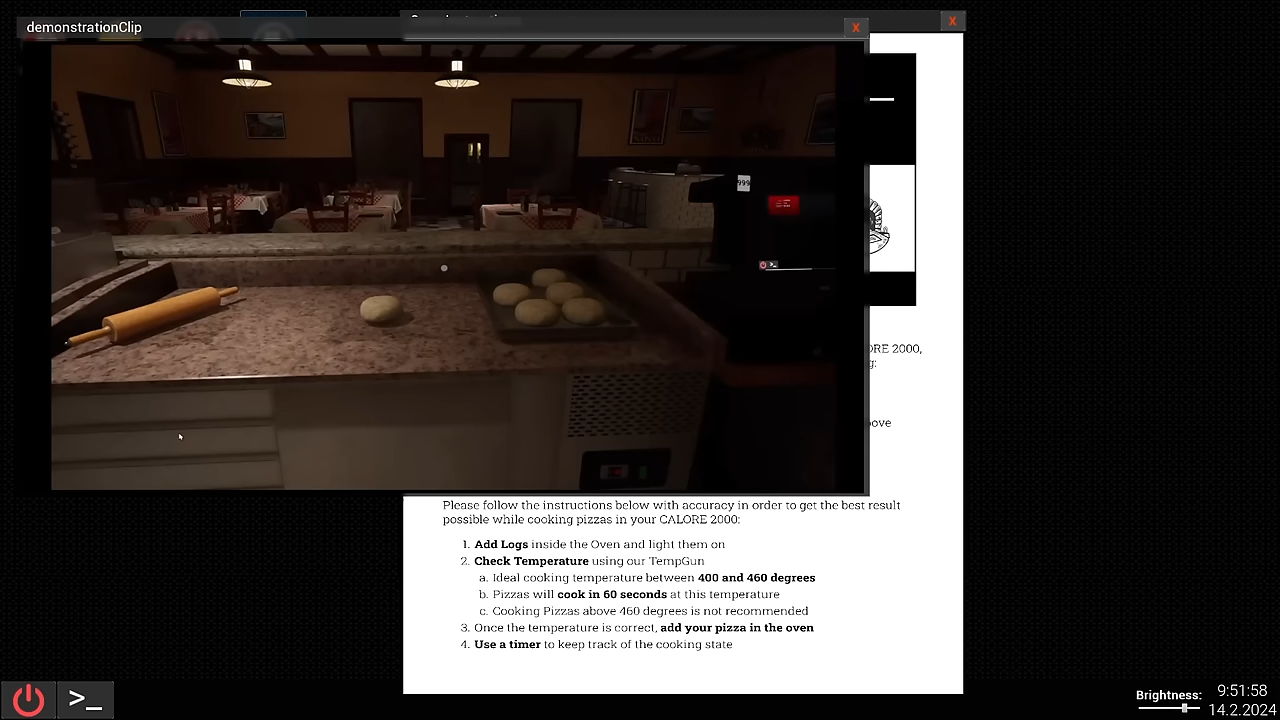 demonstrationClip
X
X
999
ORE 2000,
g:
ove
Please follow the instructions below with accuracy in order to get the best result
possible while cooking pizzas in your CALORE 2000:
1. Add Logs inside the Oven and light them on
2. Check Temperature using our TempGun
a. Ideal cooking temperature between 400 and 460 degrees
b. Pizzas will cook in 60 seconds at this temperature
c. Cooking Pizzas above 460 degrees is not recommended
3. Once the temperature is correct, add your pizza in the oven
4. Use a timer to keep track of the cooking state
>_
Brightness:
9:51:58
14.2.2024